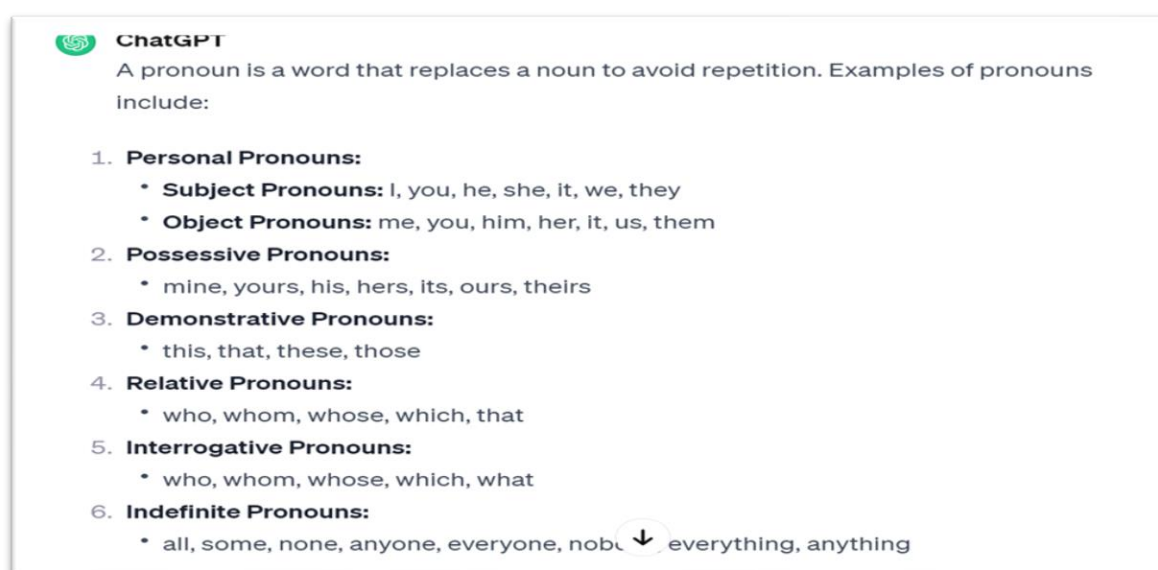 ChatGPT
A pronoun is a word that replaces a noun to avoid repetition. Examples of pronouns
include:
1. Personal Pronouns:
• Subject Pronouns: I, you, he, she, it, we, they
• Object Pronouns: me, you, him, her, it, us, them
2. Possessive Pronouns:
• mine, yours, his, hers, its, ours, theirs
3. Demonstrative Pronouns:
• this, that, these, those
4. Relative Pronouns:
• who, whom, whose, which, that
5. Interrogative Pronouns:
• who, whom, whose, which, what
6. Indefinite Pronouns:
• all, some, none, anyone, everyone, everything, anything